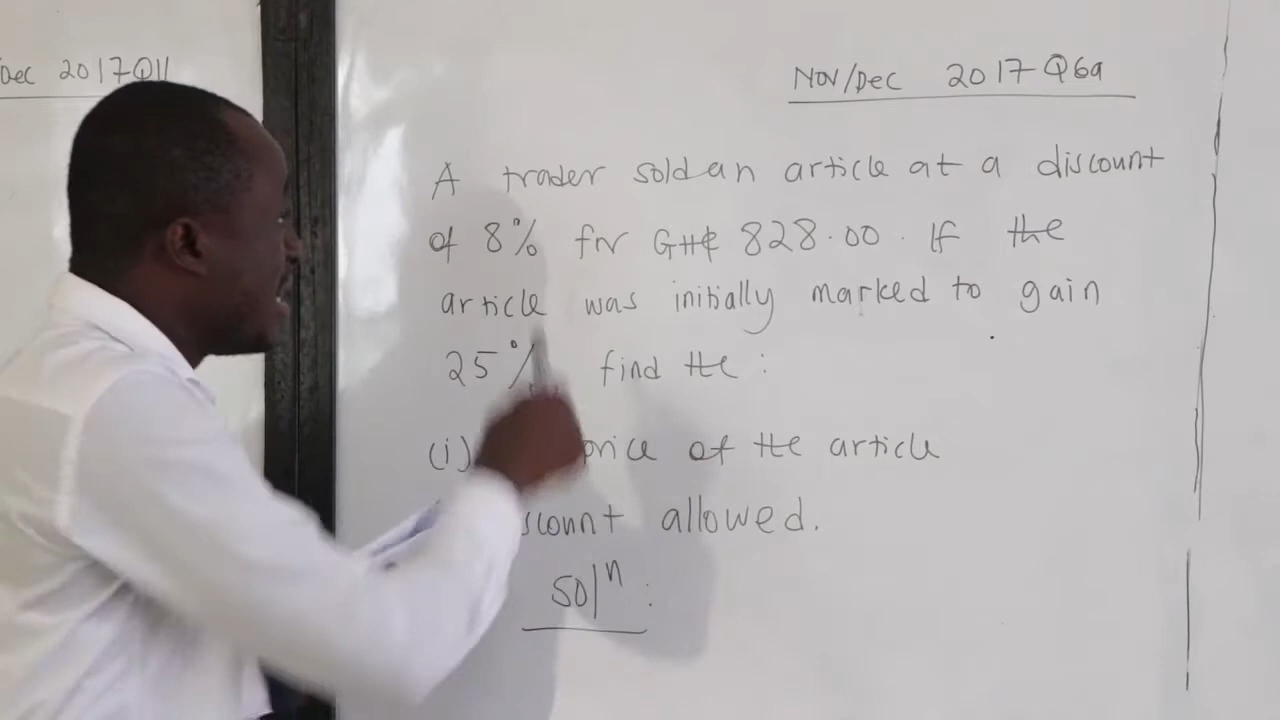 Dec 2017 Q11
NOV/DEC 2017 Q6a
A trader sold an article at a discount
of 8% for GH₵ 828.00. If the
article was initially marked to gain
25% find the:
(i) price of the article
scount allowed.
Solⁿ: